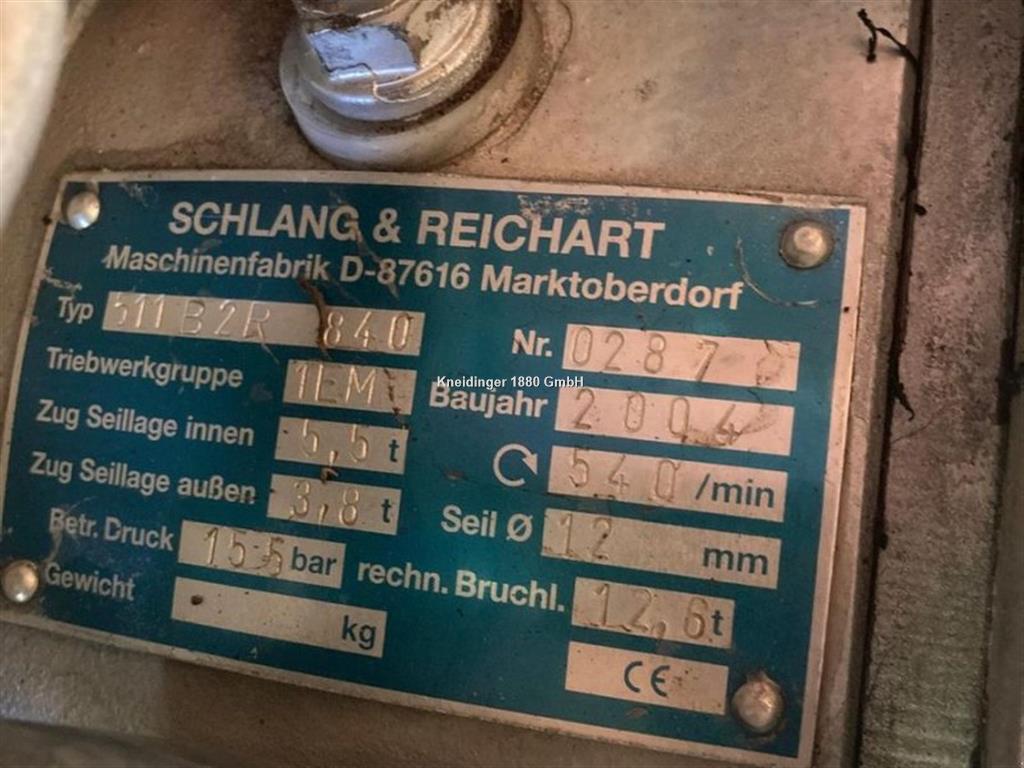 SCHLANG & REICHART
Maschinenfabrik D-87616 Marktoberdorf
Typ 511 B2R 840
Nr. 0287
Triebwerkgruppe 1EM
Baujahr 2004
Zug Seillage innen 5,5 t
540 /min
Zug Seillage außen 3,8 t
Seil Ø 12 mm
Betr. Druck 155 bar
rechn. Bruchl. 12,6 t
Gewicht kg
CE
Kneidinger 1880 GmbH